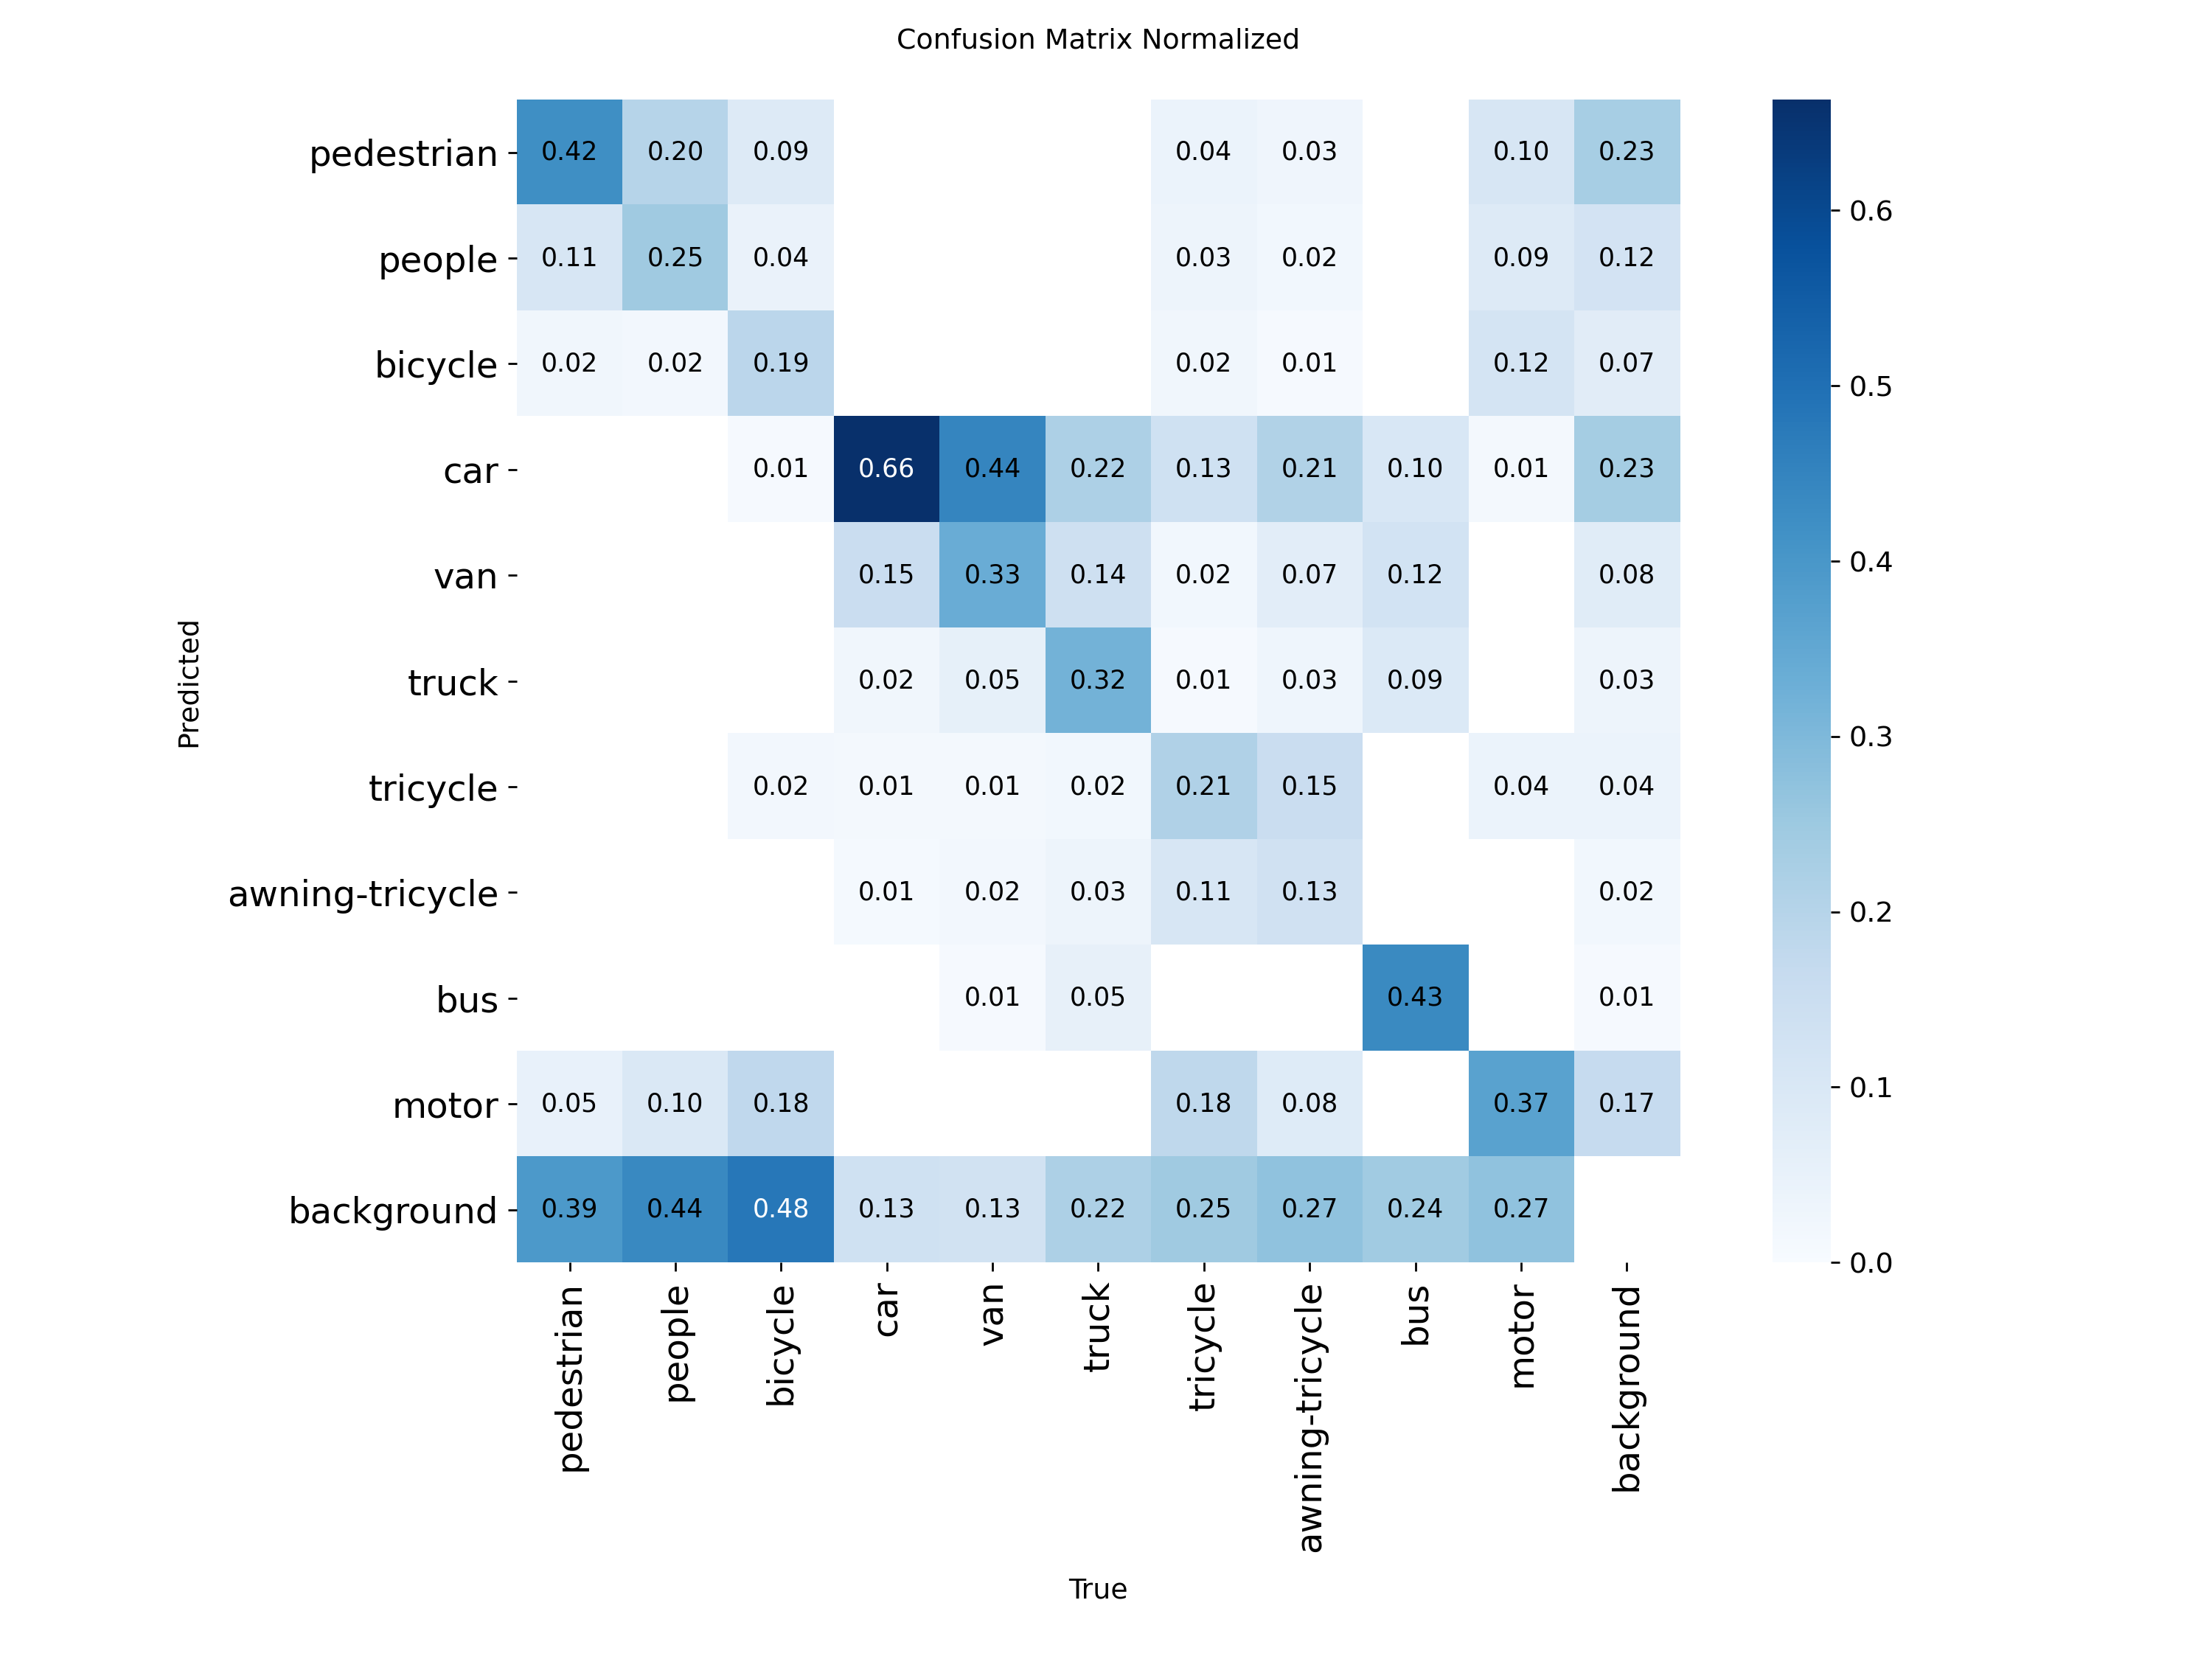 Confusion Matrix Normalized
pedestrian 0.42 0.20 0.09 0.04 0.03 0.10 0.23
people 0.11 0.25 0.04 0.03 0.02 0.09 0.12
bicycle 0.02 0.02 0.19 0.02 0.01 0.12 0.07
car 0.01 0.66 0.44 0.22 0.13 0.21 0.10 0.01 0.23
van 0.15 0.33 0.14 0.02 0.07 0.12 0.08
truck 0.02 0.05 0.32 0.01 0.03 0.09 0.03
tricycle 0.02 0.01 0.01 0.02 0.21 0.15 0.04 0.04
awning-tricycle 0.01 0.02 0.03 0.11 0.13 0.02
bus 0.01 0.05 0.43 0.01
motor 0.05 0.10 0.18 0.18 0.08 0.37 0.17
background 0.39 0.44 0.48 0.13 0.13 0.22 0.25 0.27 0.24 0.27
Predicted
pedestrian
people
bicycle
car
van
truck
tricycle
awning-tricycle
bus
motor
background
True
0.6
0.5
0.4
0.3
0.2
0.1
0.0